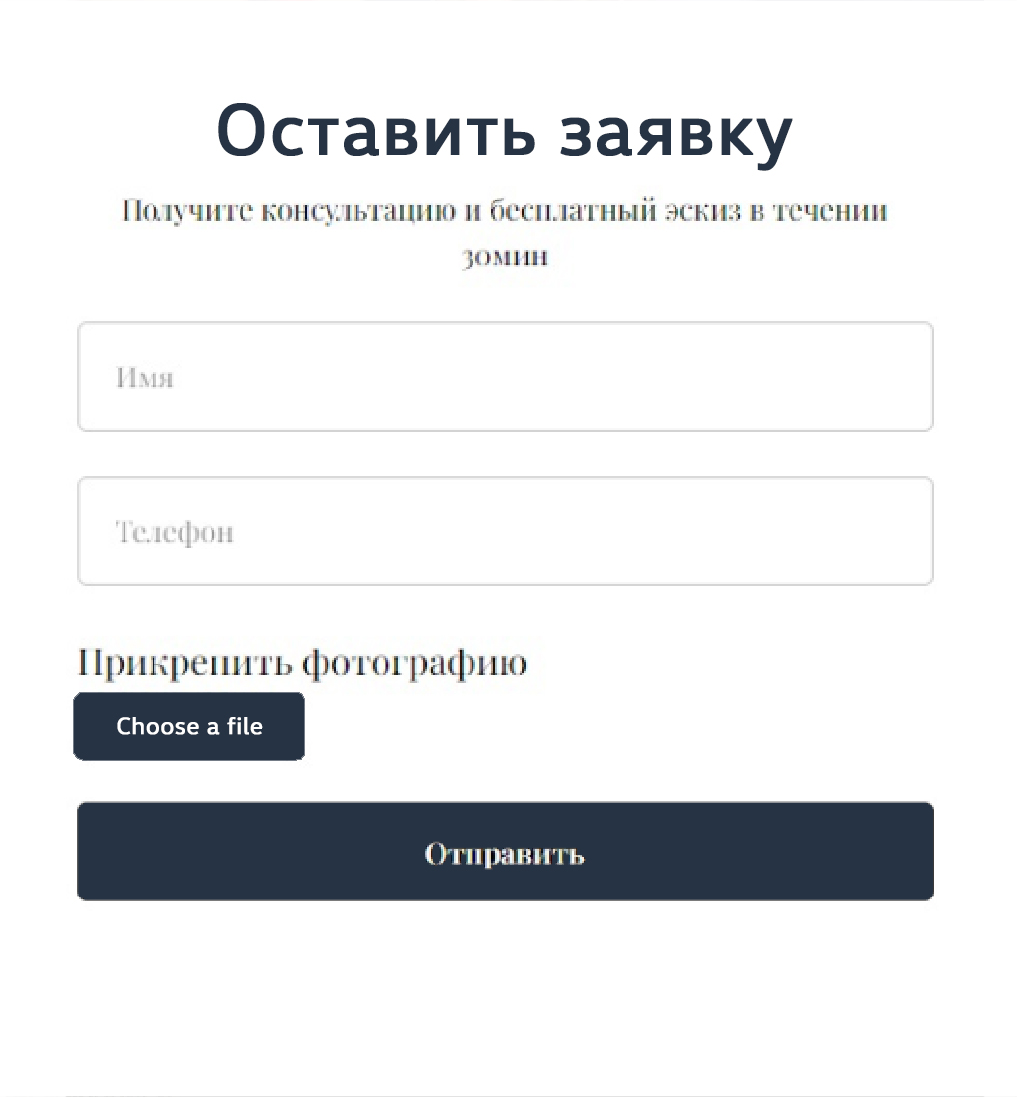 Оставить заявку
Получите консультацию и бесплатный эскиз в течении
30мин
Имя
Телефон
Прикрепить фотографию
Choose a file
Отправить